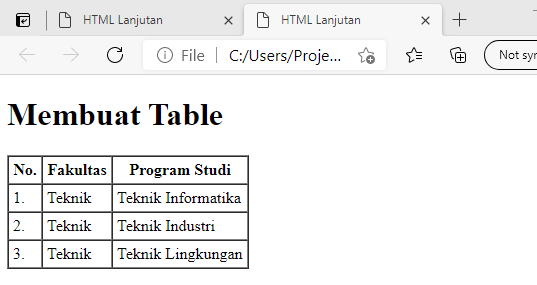 HTML Lanjutan
HTML Lanjutan
File | C:/Users/Proje...
Not syn
Membuat Table
No. Fakultas Program Studi
1. Teknik Teknik Informatika
2. Teknik Teknik Industri
3. Teknik Teknik Lingkungan